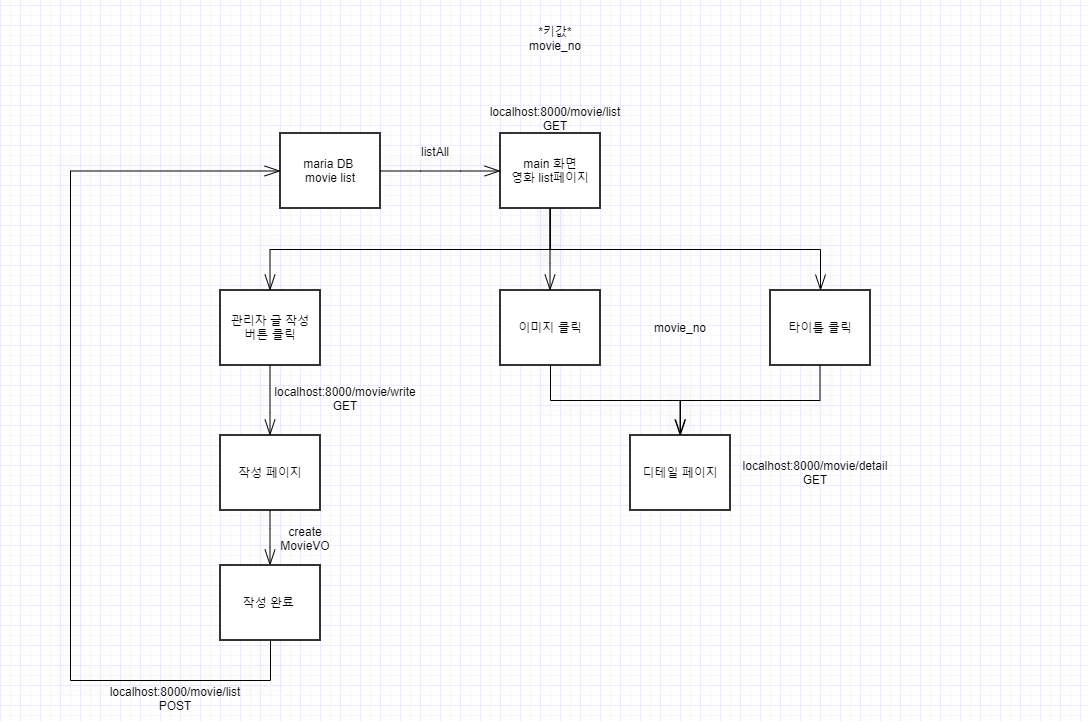 *키값*
movie_no
localhost:8000/movie/list
GET
maria DB
movie list
listAll
main 화면
영화 list페이지
관리자 글 작성
버튼 클릭
이미지 클릭
movie_no
타이틀 클릭
localhost:8000/movie/write
GET
작성 페이지
디테일 페이지
localhost:8000/movie/detail
GET
create
MovieVO
작성 완료
localhost:8000/movie/list
POST